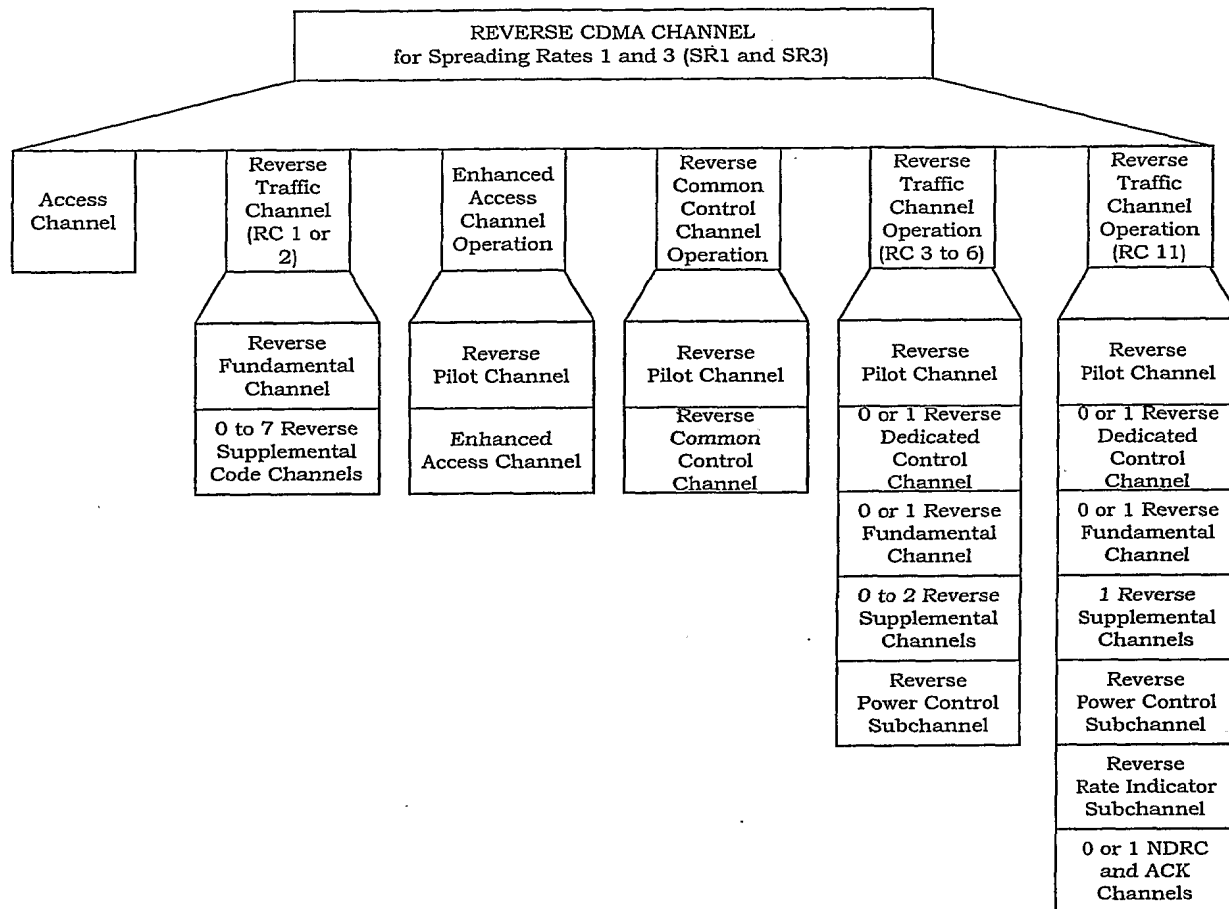 REVERSE CDMA CHANNEL
for Spreading Rates 1 and 3 (SR1 and SR3)
Access
Channel
Reverse
Traffic
Channel
(RC 1 or
2)
Enhanced
Access
Channel
Operation
Reverse
Common
Control
Channel
Operation
Reverse
Traffic
Channel
Operation
(RC 3 to 6)
Reverse
Traffic
Channel
Operation
(RC 11)
Reverse
Fundamental
Channel
0 to 7 Reverse
Supplemental
Code Channels
Reverse
Pilot Channel
Enhanced
Access Channel
Reverse
Pilot Channel
Reverse
Common
Control
Channel
Reverse
Pilot Channel
0 or 1 Reverse
Dedicated
Control
Channel
0 or 1 Reverse
Fundamental
Channel
0 to 2 Reverse
Supplemental
Channels
Reverse
Power Control
Subchannel
Reverse
Pilot Channel
0 or 1 Reverse
Dedicated
Control
Channel
0 or 1 Reverse
Fundamental
Channel
1 Reverse
Supplemental
Channels
Reverse
Power Control
Subchannel
Reverse
Rate Indicator
Subchannel
0 or 1 NDRC
and ACK
Channels